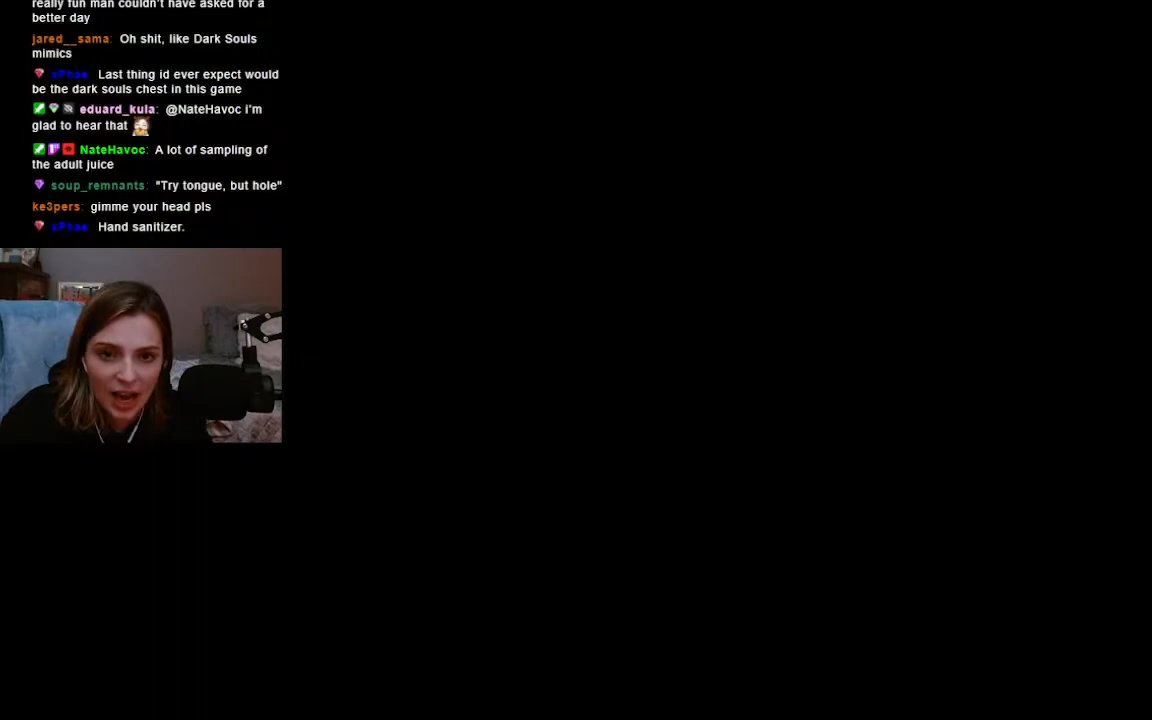 really fun man couldn't have asked for a
better day
jared__sama: Oh shit, like Dark Souls
mimics
xPhae: Last thing id ever expect would
be the dark souls chest in this game
eduard_kula: @NateHavoc i'm
glad to hear that
NateHavoc: A lot of sampling of
the adult juice
soup_remnants: "Try tongue, but hole"
ke3pers: gimme your head pls
xPhae: Hand sanitizer.